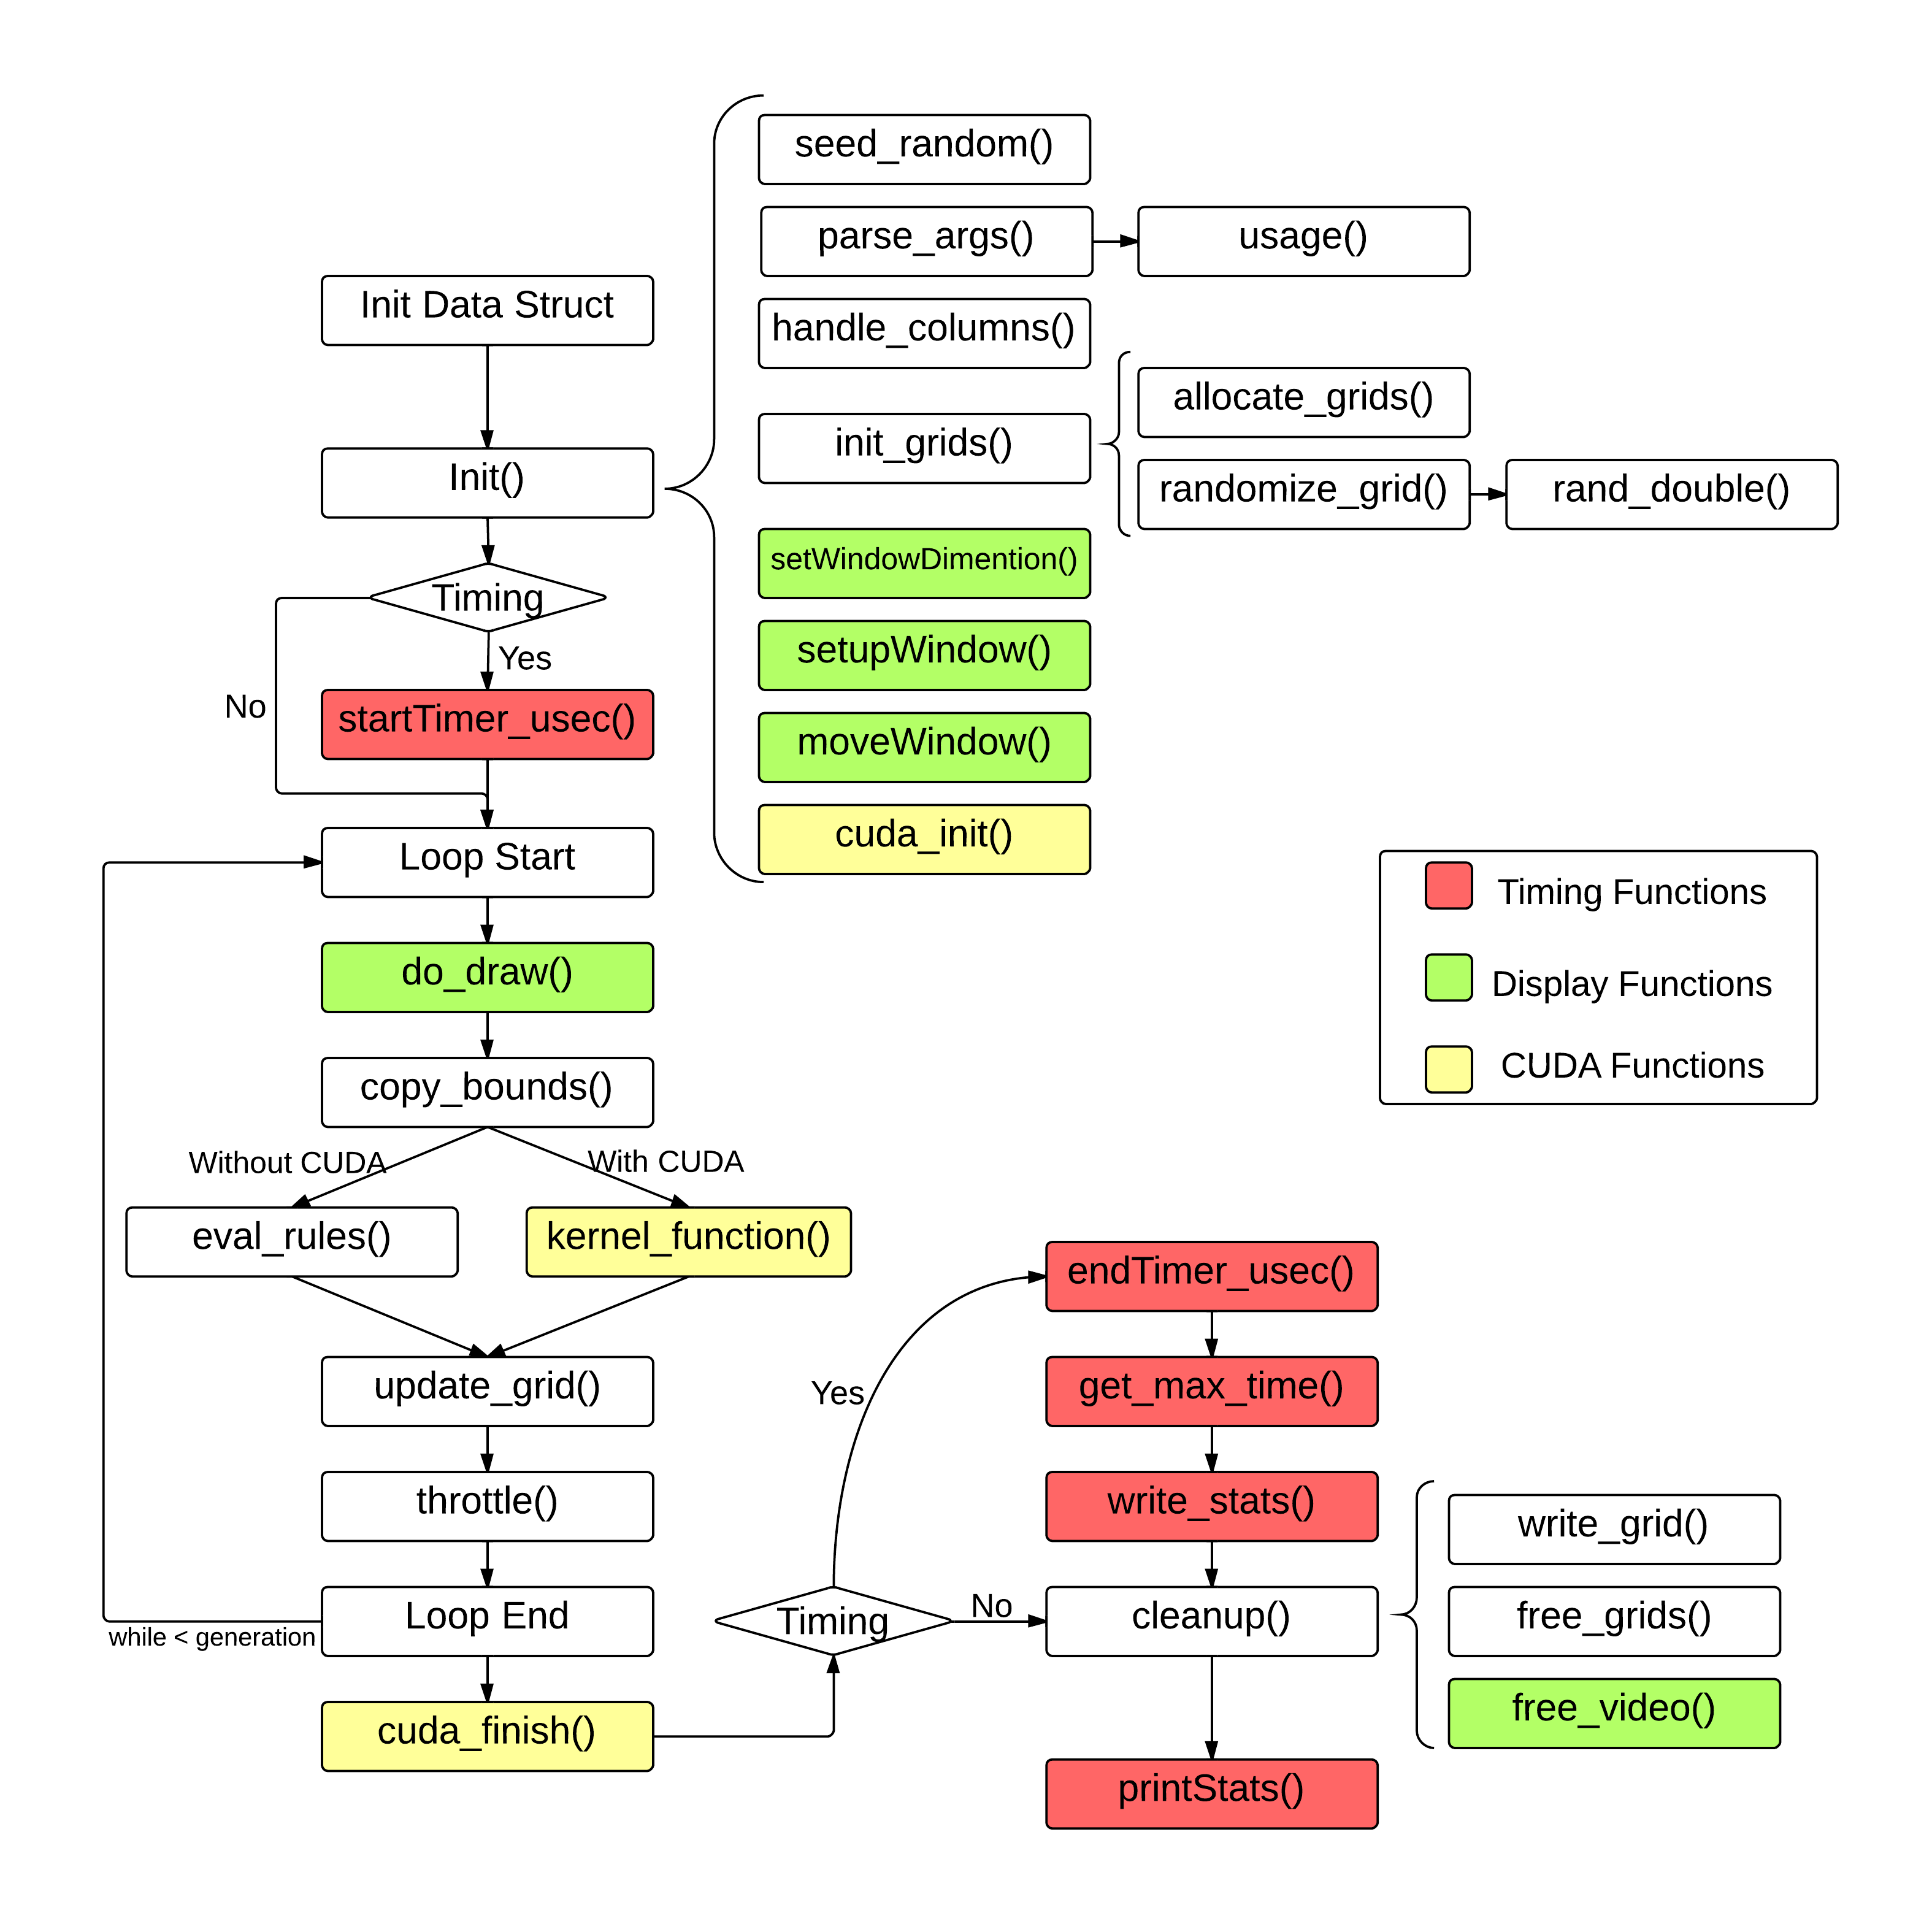 seed_random()
parse_args()
usage()
handle_columns()
Init Data Struct
allocate_grids()
init_grids()
Init()
randomize_grid()
rand_double()
setWindowDimention()
Timing
Yes
setupWindow()
No
startTimer_usec()
moveWindow()
cuda_init()
Loop Start
Timing Functions
Display Functions
CUDA Functions
do_draw()
copy_bounds()
Without CUDA
With CUDA
eval_rules()
kernel_function()
endTimer_usec()
update_grid()
Yes
get_max_time()
throttle()
write_stats()
write_grid()
Loop End
while < generation
Timing
No
cleanup()
free_grids()
free_video()
cuda_finish()
printStats()